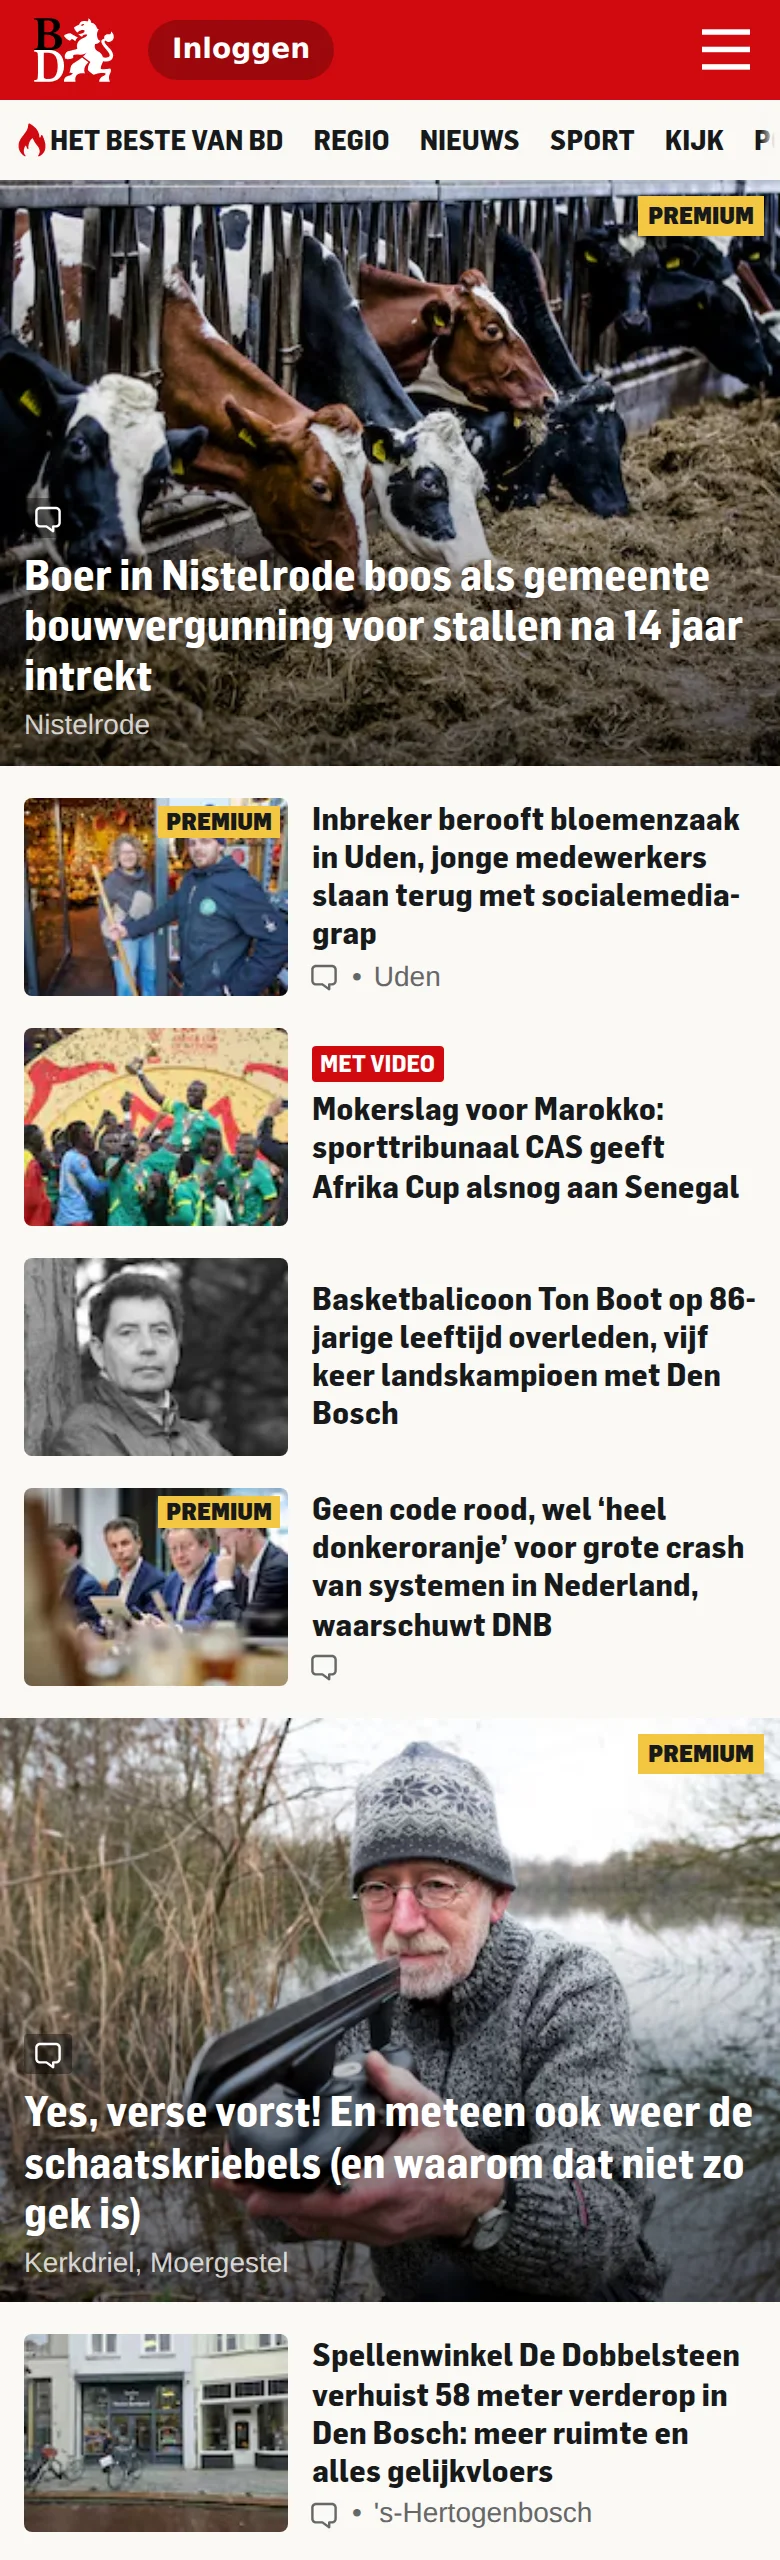 B
D
Inloggen
HET BESTE VAN BD REGIO NIEUWS SPORT KIJK
PREMIUM
Boer in Nistelrode boos als gemeente
bouwvergunning voor stallen na 14 jaar
intrekt
Nistelrode
PREMIUM
Inbreker berooft bloemenzaak
in Uden, jonge medewerkers
slaan terug met socialemedia-
grap
• Uden
MET VIDEO
Mokerslag voor Marokko:
sporttribunaal CAS geeft
Afrika Cup alsnog aan Senegal
Basketbalicoon Ton Boot op 86-
jarige leeftijd overleden, vijf
keer landskampioen met Den
Bosch
PREMIUM
Geen code rood, wel ‘heel
donkeroranje’ voor grote crash
van systemen in Nederland,
waarschuwt DNB
PREMIUM
Yes, verse vorst! En meteen ook weer de
schaatskriebels (en waarom dat niet zo
gek is)
Kerkdriel, Moergestel
Spellenwinkel De Dobbelsteen
verhuist 58 meter verderop in
Den Bosch: meer ruimte en
alles gelijkvloers
• 's-Hertogenbosch